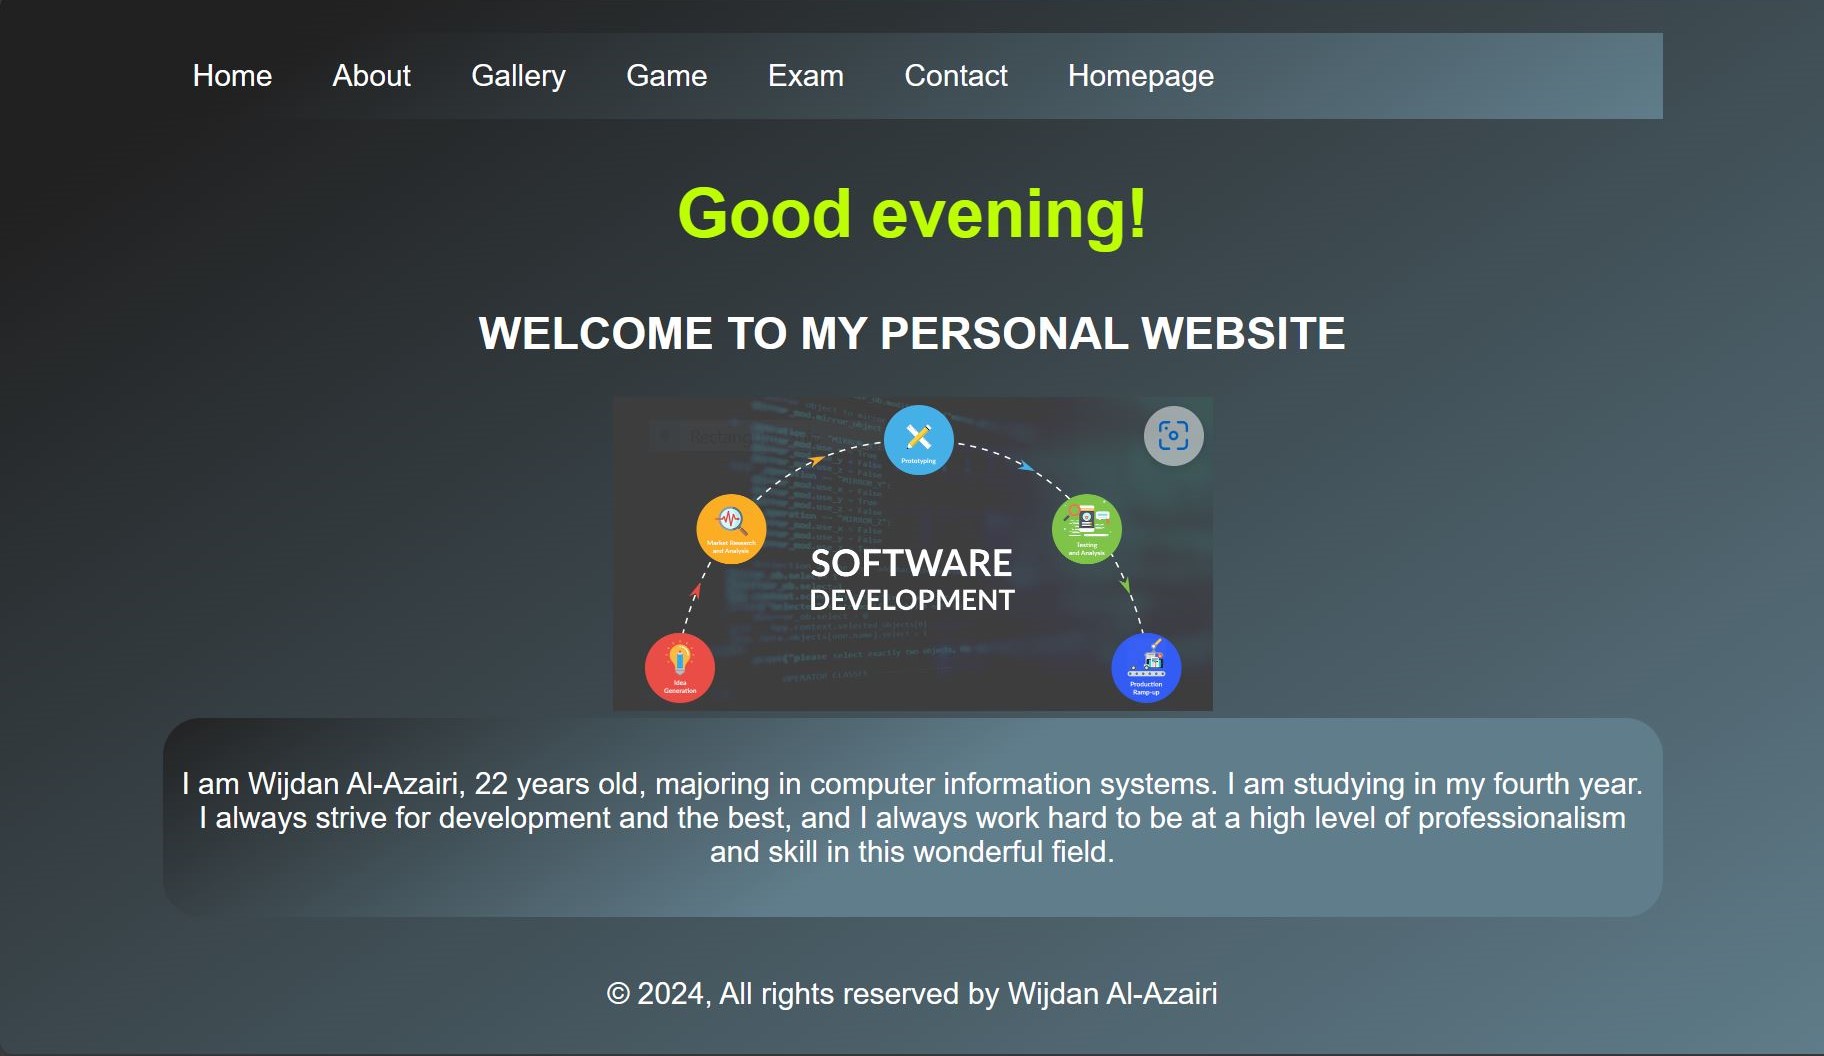 Home About Gallery Game Exam Contact Homepage
Good evening!
WELCOME TO MY PERSONAL WEBSITE
Prototyping
Market Research
and Analysis
Testing
and Analysis
SOFTWARE
DEVELOPMENT
Idea
Generation
Production
Ramp-up
I am Wijdan Al-Azairi, 22 years old, majoring in computer information systems. I am studying in my fourth year.
I always strive for development and the best, and I always work hard to be at a high level of professionalism
and skill in this wonderful field.
© 2024, All rights reserved by Wijdan Al-Azairi